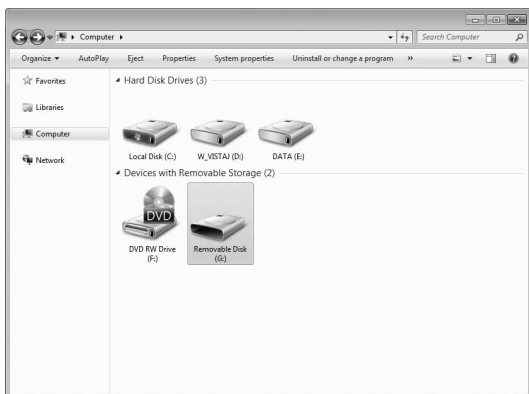 Computer
Search Computer
Organize AutoPlay Eject Properties System properties Uninstall or change a program »
Favorites
Libraries
Computer
Network
Hard Disk Drives (3)
Local Disk (C:) W_VISTAJ (D:) DATA (E:)
Devices with Removable Storage (2)
DVD
DVD RW Drive (F:)
Removable Disk (G:)